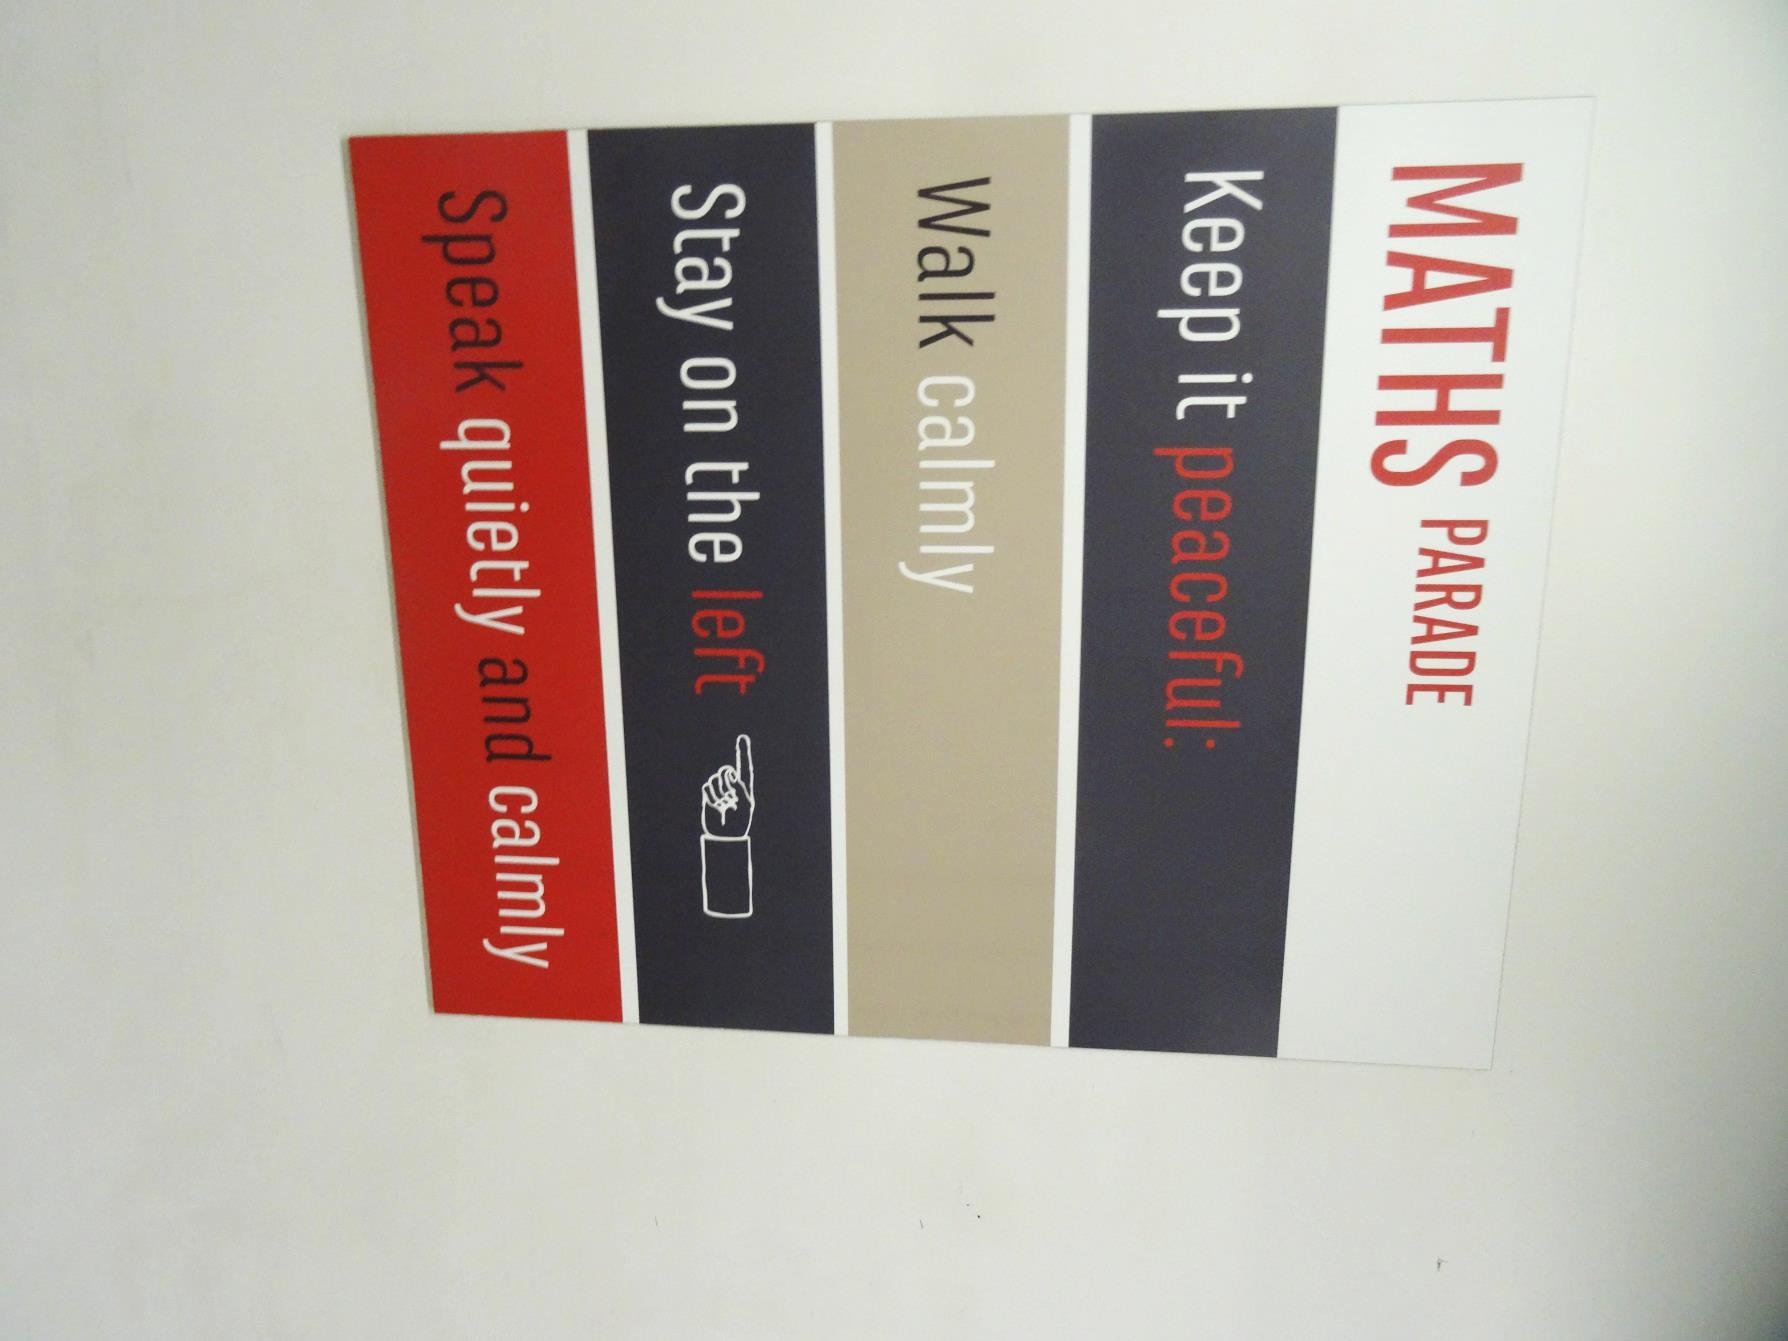 MATHS PARADE
Keep it peaceful:
Walk calmly
Stay on the left
Speak quietly and calmly